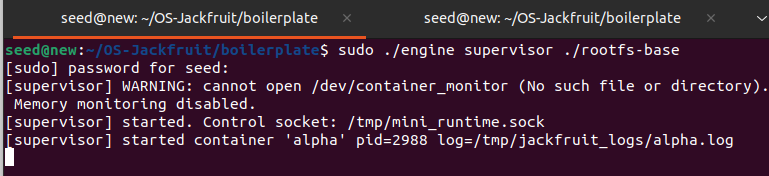 seed@new: ~/OS-Jackfruit/boilerplate × seed@new: ~/OS-Jackfruit/boilerplate ×
seed@new:~/OS-Jackfruit/boilerplate$ sudo ./engine supervisor ./rootfs-base
[sudo] password for seed:
[supervisor] WARNING: cannot open /dev/container_monitor (No such file or directory).
 Memory monitoring disabled.
[supervisor] started. Control socket: /tmp/mini_runtime.sock
[supervisor] started container 'alpha' pid=2988 log=/tmp/jackfruit_logs/alpha.log